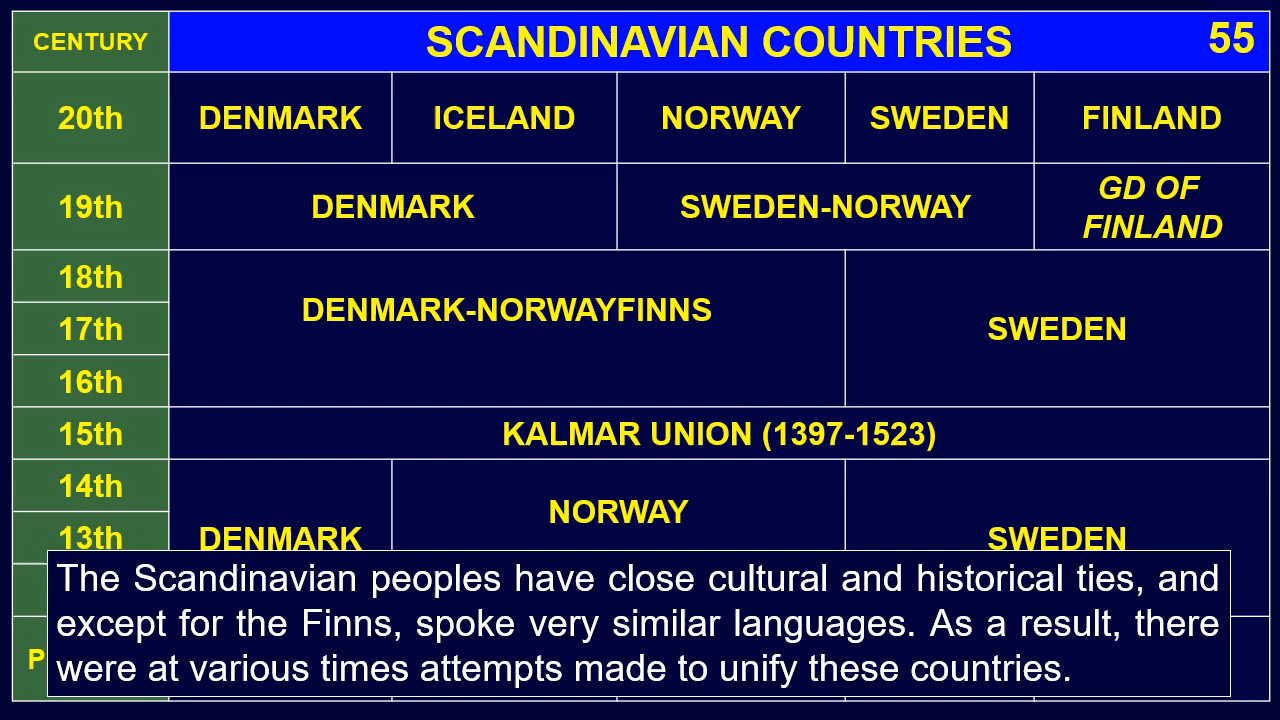 CENTURY SCANDINAVIAN COUNTRIES 55
20th DENMARK ICELAND NORWAY SWEDEN FINLAND
19th DENMARK SWEDEN-NORWAY GD OF
FINLAND
18th
DENMARK-NORWAYFINNS
17th SWEDEN
16th
15th KALMAR UNION (1397-1523)
14th
NORWAY
13th DENMARK SWEDEN
The Scandinavian peoples have close cultural and historical ties, and
except for the Finns, spoke very similar languages. As a result, there
P
were at various times attempts made to unify these countries.